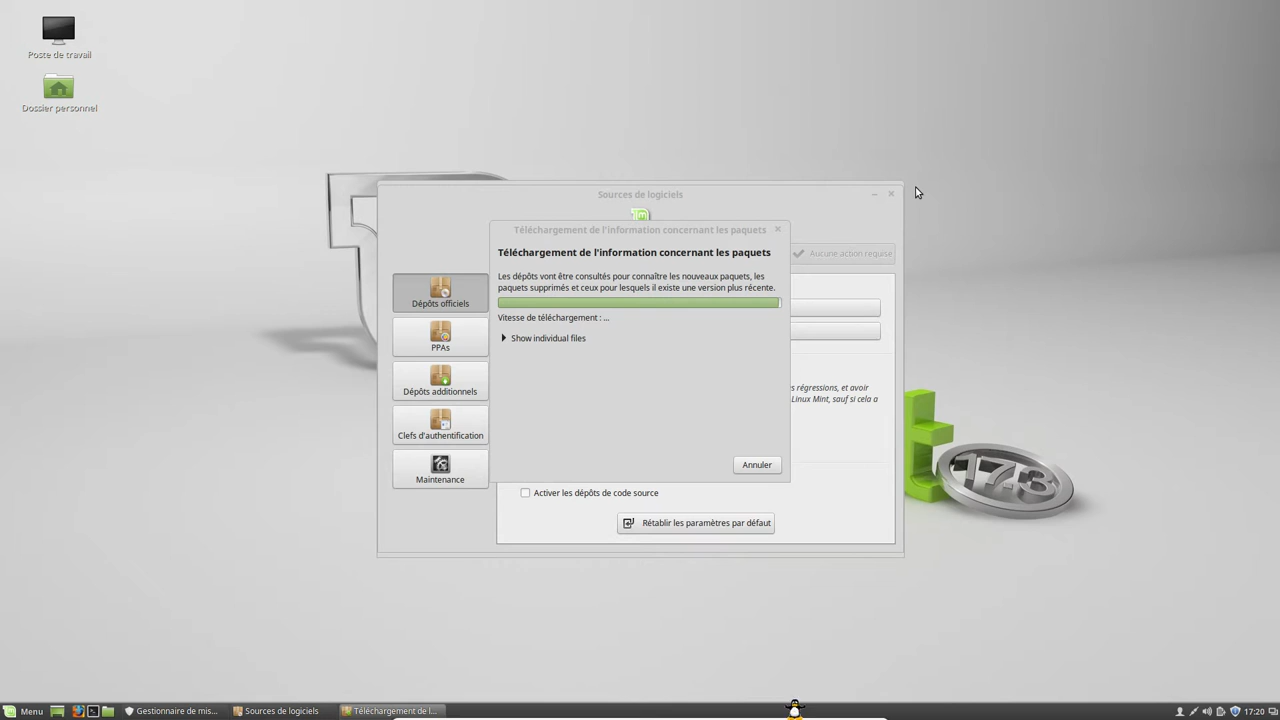 Poste de travail
Dossier personnel
Sources de logiciels
Téléchargement de l'information concernant les paquets
Téléchargement de l'information concernant les paquets
Les dépôts vont être consultés pour connaître les nouveaux paquets, les
paquets supprimés et ceux pour lesquels il existe une version plus récente.
Vitesse de téléchargement : ...
Show individual files
Annuler
Aucune action requise
Dépôts officiels
PPAs
Dépôts additionnels
Clefs d'authentification
Maintenance
s régressions, et avoir
Linux Mint, sauf si cela a
Activer les dépôts de code source
Rétablir les paramètres par défaut
17.3
Menu
Gestionnaire de mis...
Sources de logiciels
Téléchargement de l...
17:20